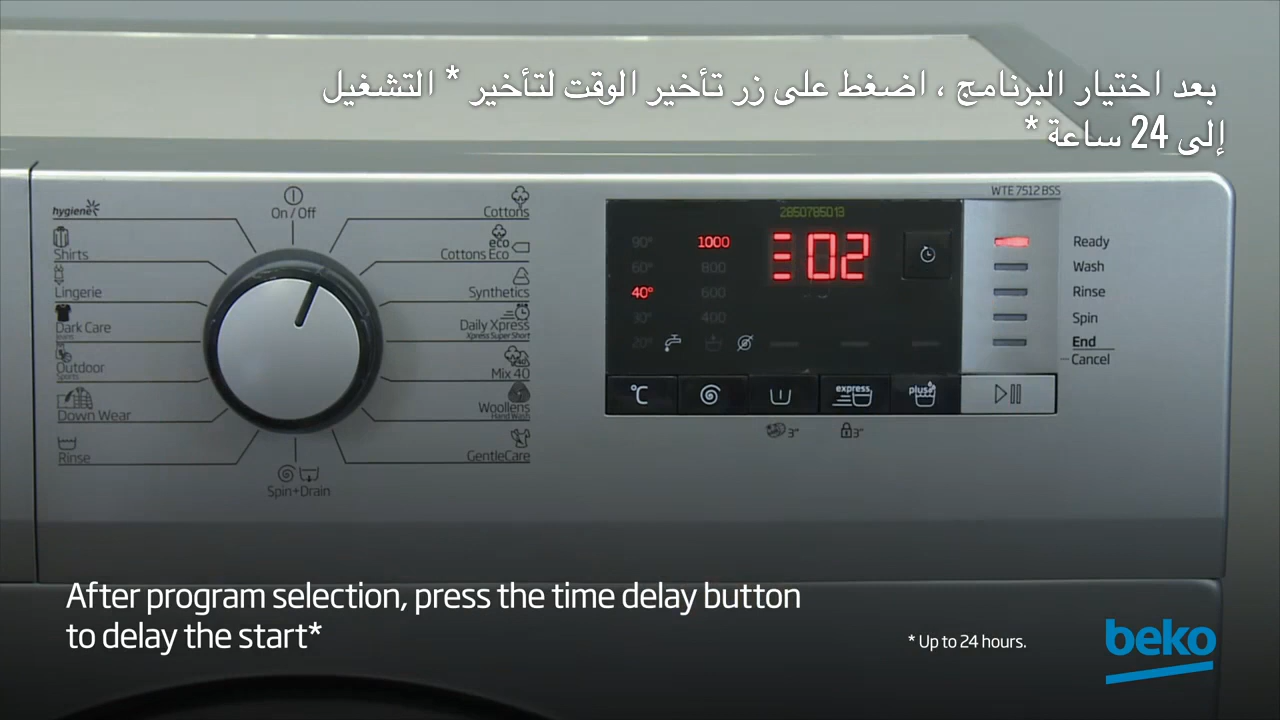 بعد اختيار البرنامج ، اضغط على زر تأخير الوقت لتأخير * التشغيل
إلى 24 ساعة *
WTE 7512 BSS
hygiene
On / Off
Cottons
Shirts
eco
Cottons Eco
Lingerie
Synthetics
Dark Care
Jeans
Daily Xpress
Xpress Super Short
Outdoor
Sports
Mix 40
Down Wear
Woollens
Hand Wash
Rinse
GentleCare
Spin+Drain
2850785013
90° 1000
60° 800
40° 600
30° 400
20°
02
Ready
Wash
Rinse
Spin
End
Cancel
°C
express
plus
3"
3"
After program selection, press the time delay button
to delay the start*
* Up to 24 hours.
beko